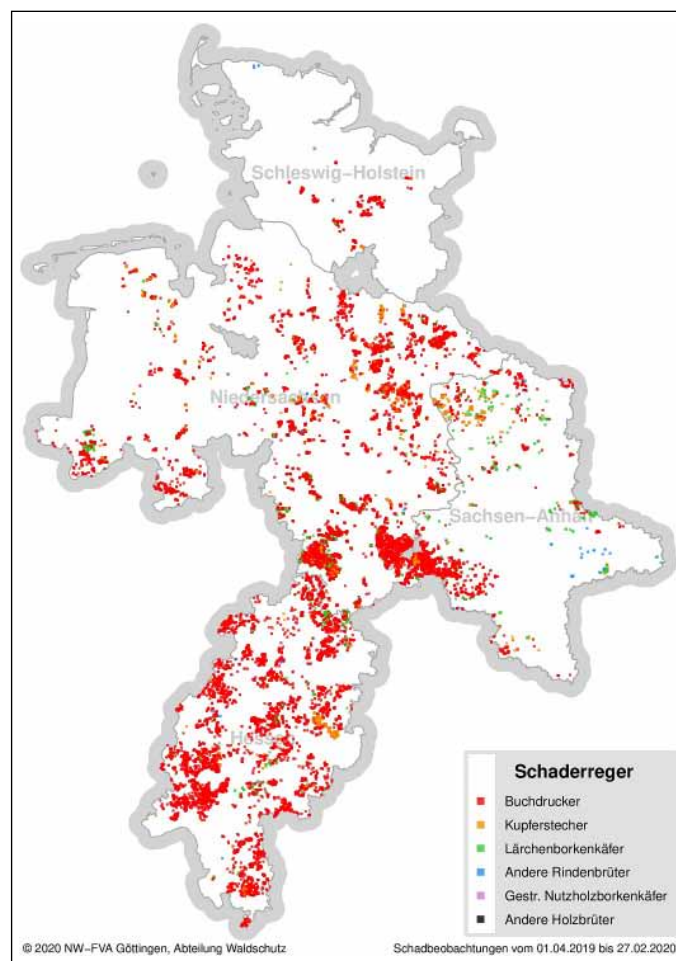 Schleswig-Holstein
Niedersachsen
Sachsen-Anhalt
Hessen
Schaderreger
Buchdrucker
Kupferstecher
Lärchenborkenkäfer
Andere Rindenbrüter
Gestr. Nutzholzborkenkäfer
Andere Holzbrüter
© 2020 NW-FVA Göttingen, Abteilung Waldschutz
Schadbeobachtungen vom 01.04.2019 bis 27.02.2020